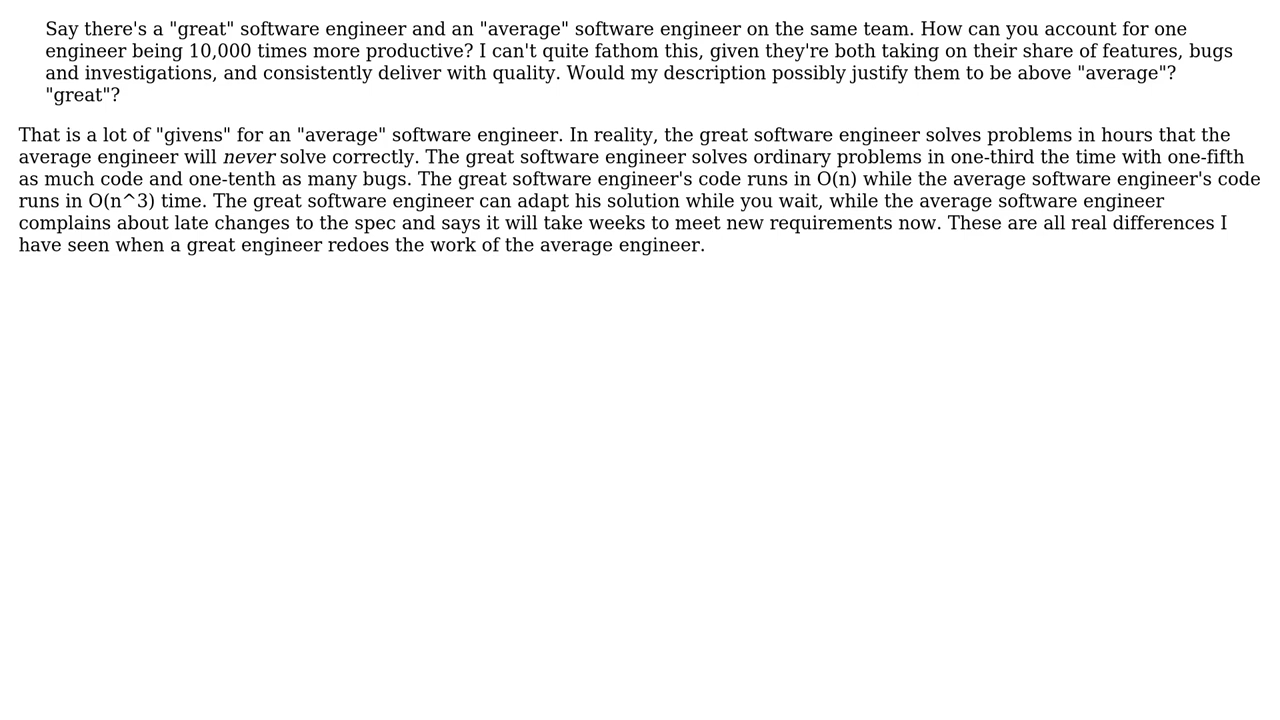 Say there's a "great" software engineer and an "average" software engineer on the same team. How can you account for one
engineer being 10,000 times more productive? I can't quite fathom this, given they're both taking on their share of features, bugs
and investigations, and consistently deliver with quality. Would my description possibly justify them to be above "average"?
"great"?
That is a lot of "givens" for an "average" software engineer. In reality, the great software engineer solves problems in hours that the
average engineer will never solve correctly. The great software engineer solves ordinary problems in one-third the time with one-fifth
as much code and one-tenth as many bugs. The great software engineer's code runs in O(n) while the average software engineer's code
runs in O(n^3) time. The great software engineer can adapt his solution while you wait, while the average software engineer
complains about late changes to the spec and says it will take weeks to meet new requirements now. These are all real differences I
have seen when a great engineer redoes the work of the average engineer.